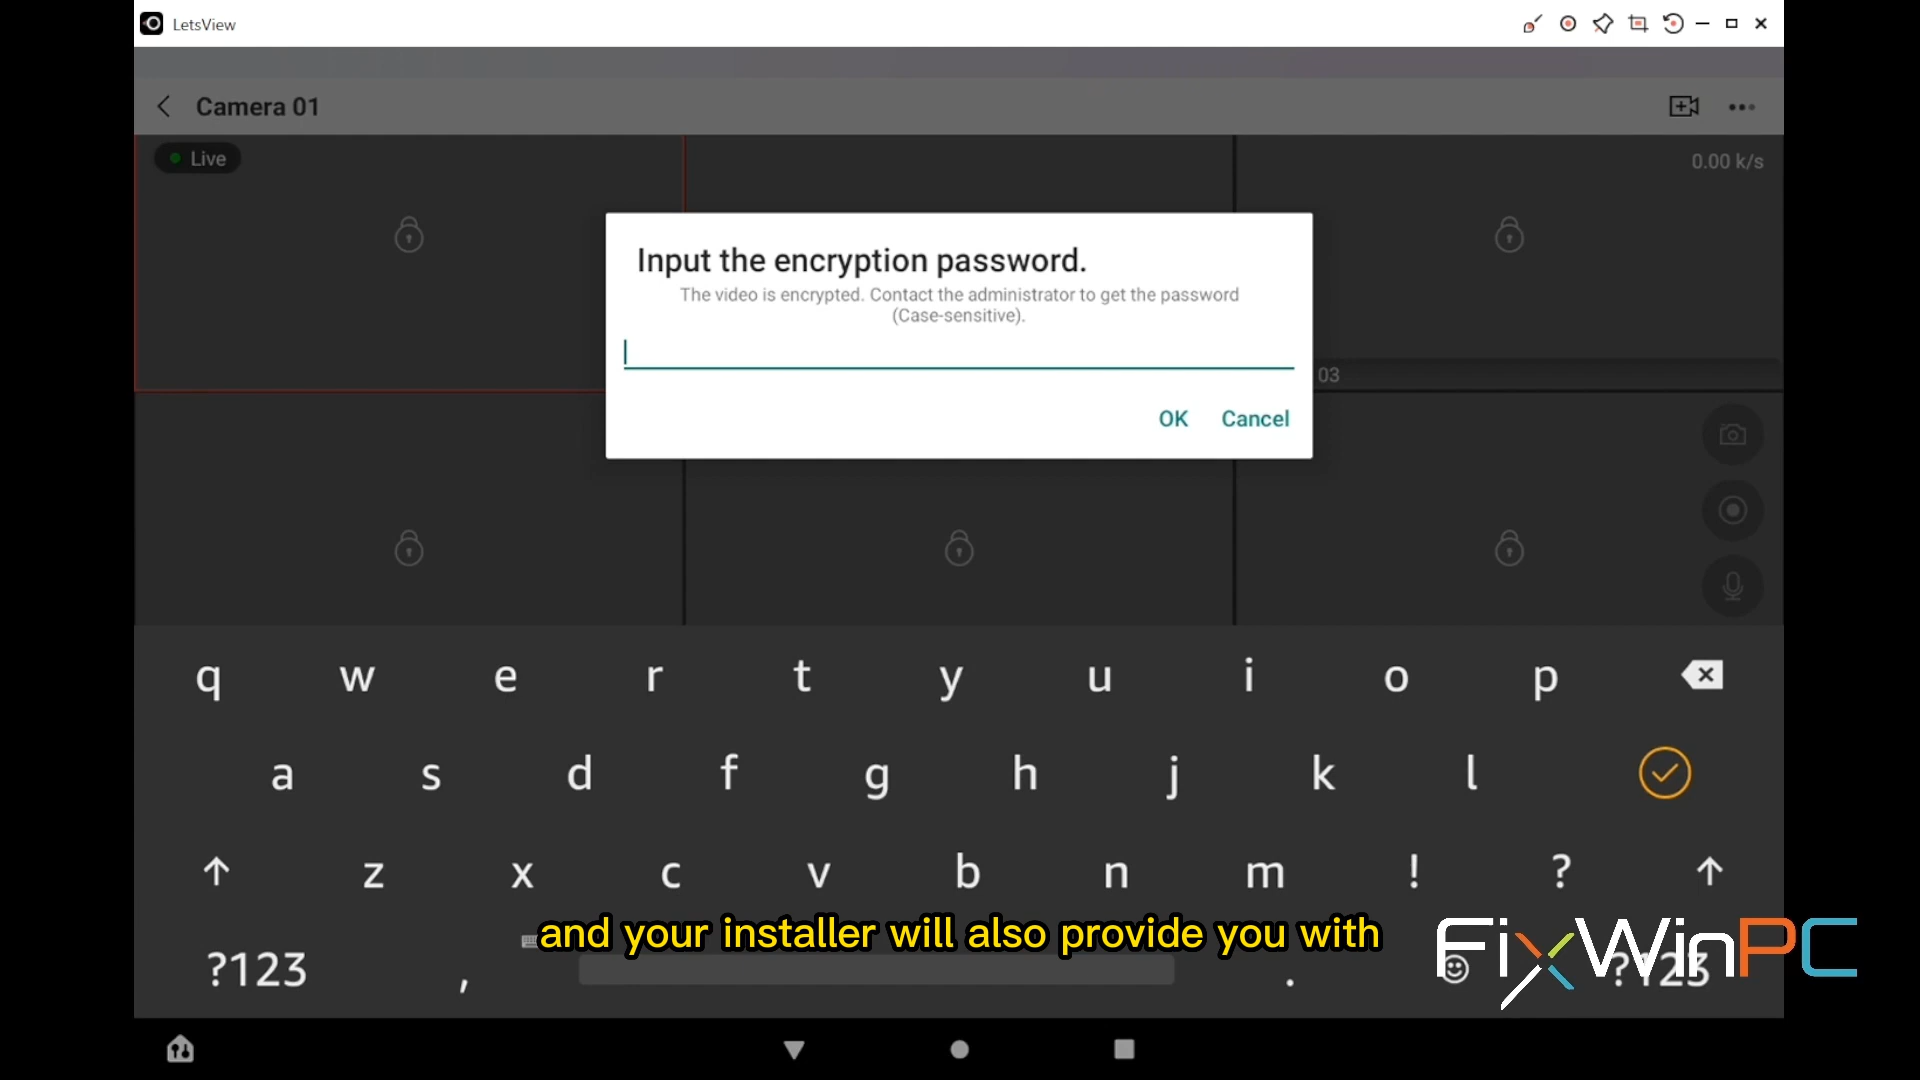 LetsView
Camera 01
Live
0.00 k/s
Input the encryption password.
The video is encrypted. Contact the administrator to get the password
(Case-sensitive).
03
OK Cancel
q w e r t y u i o p
a s d f g h j k l
z x c v b n m ! ?
and your installer will also provide you with
FixWinPC
?123 , . ?123